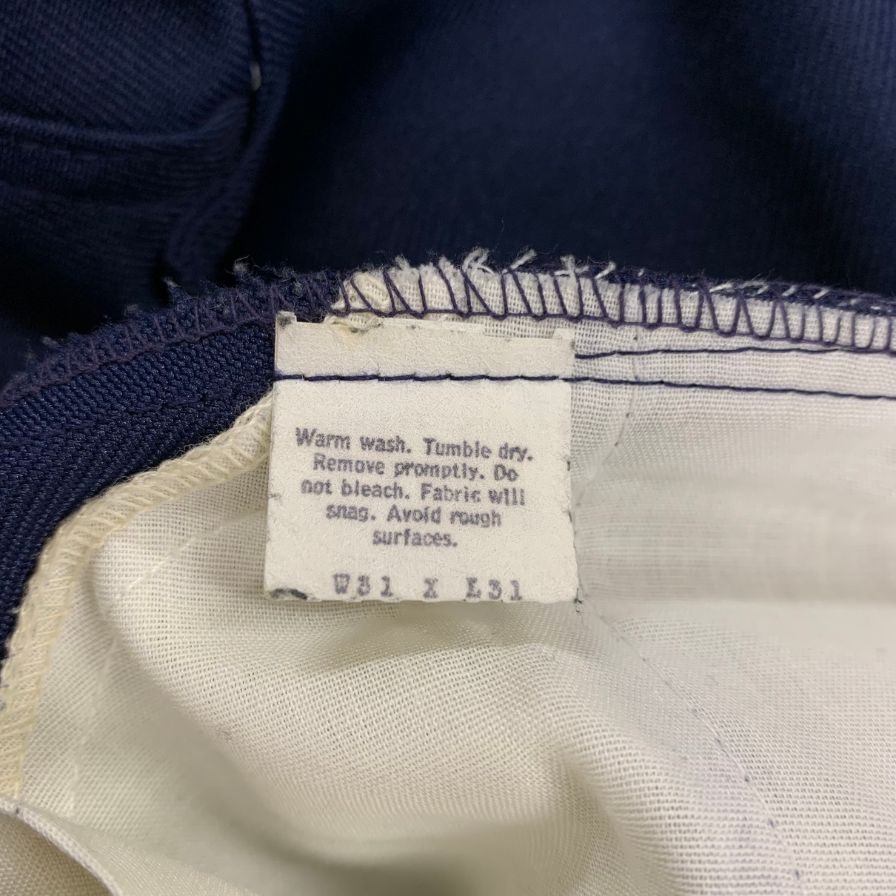 Warm wash. Tumble dry.
Remove promptly. Do
not bleach. Fabric will
snag. Avoid rough
surfaces.
W31 X L31